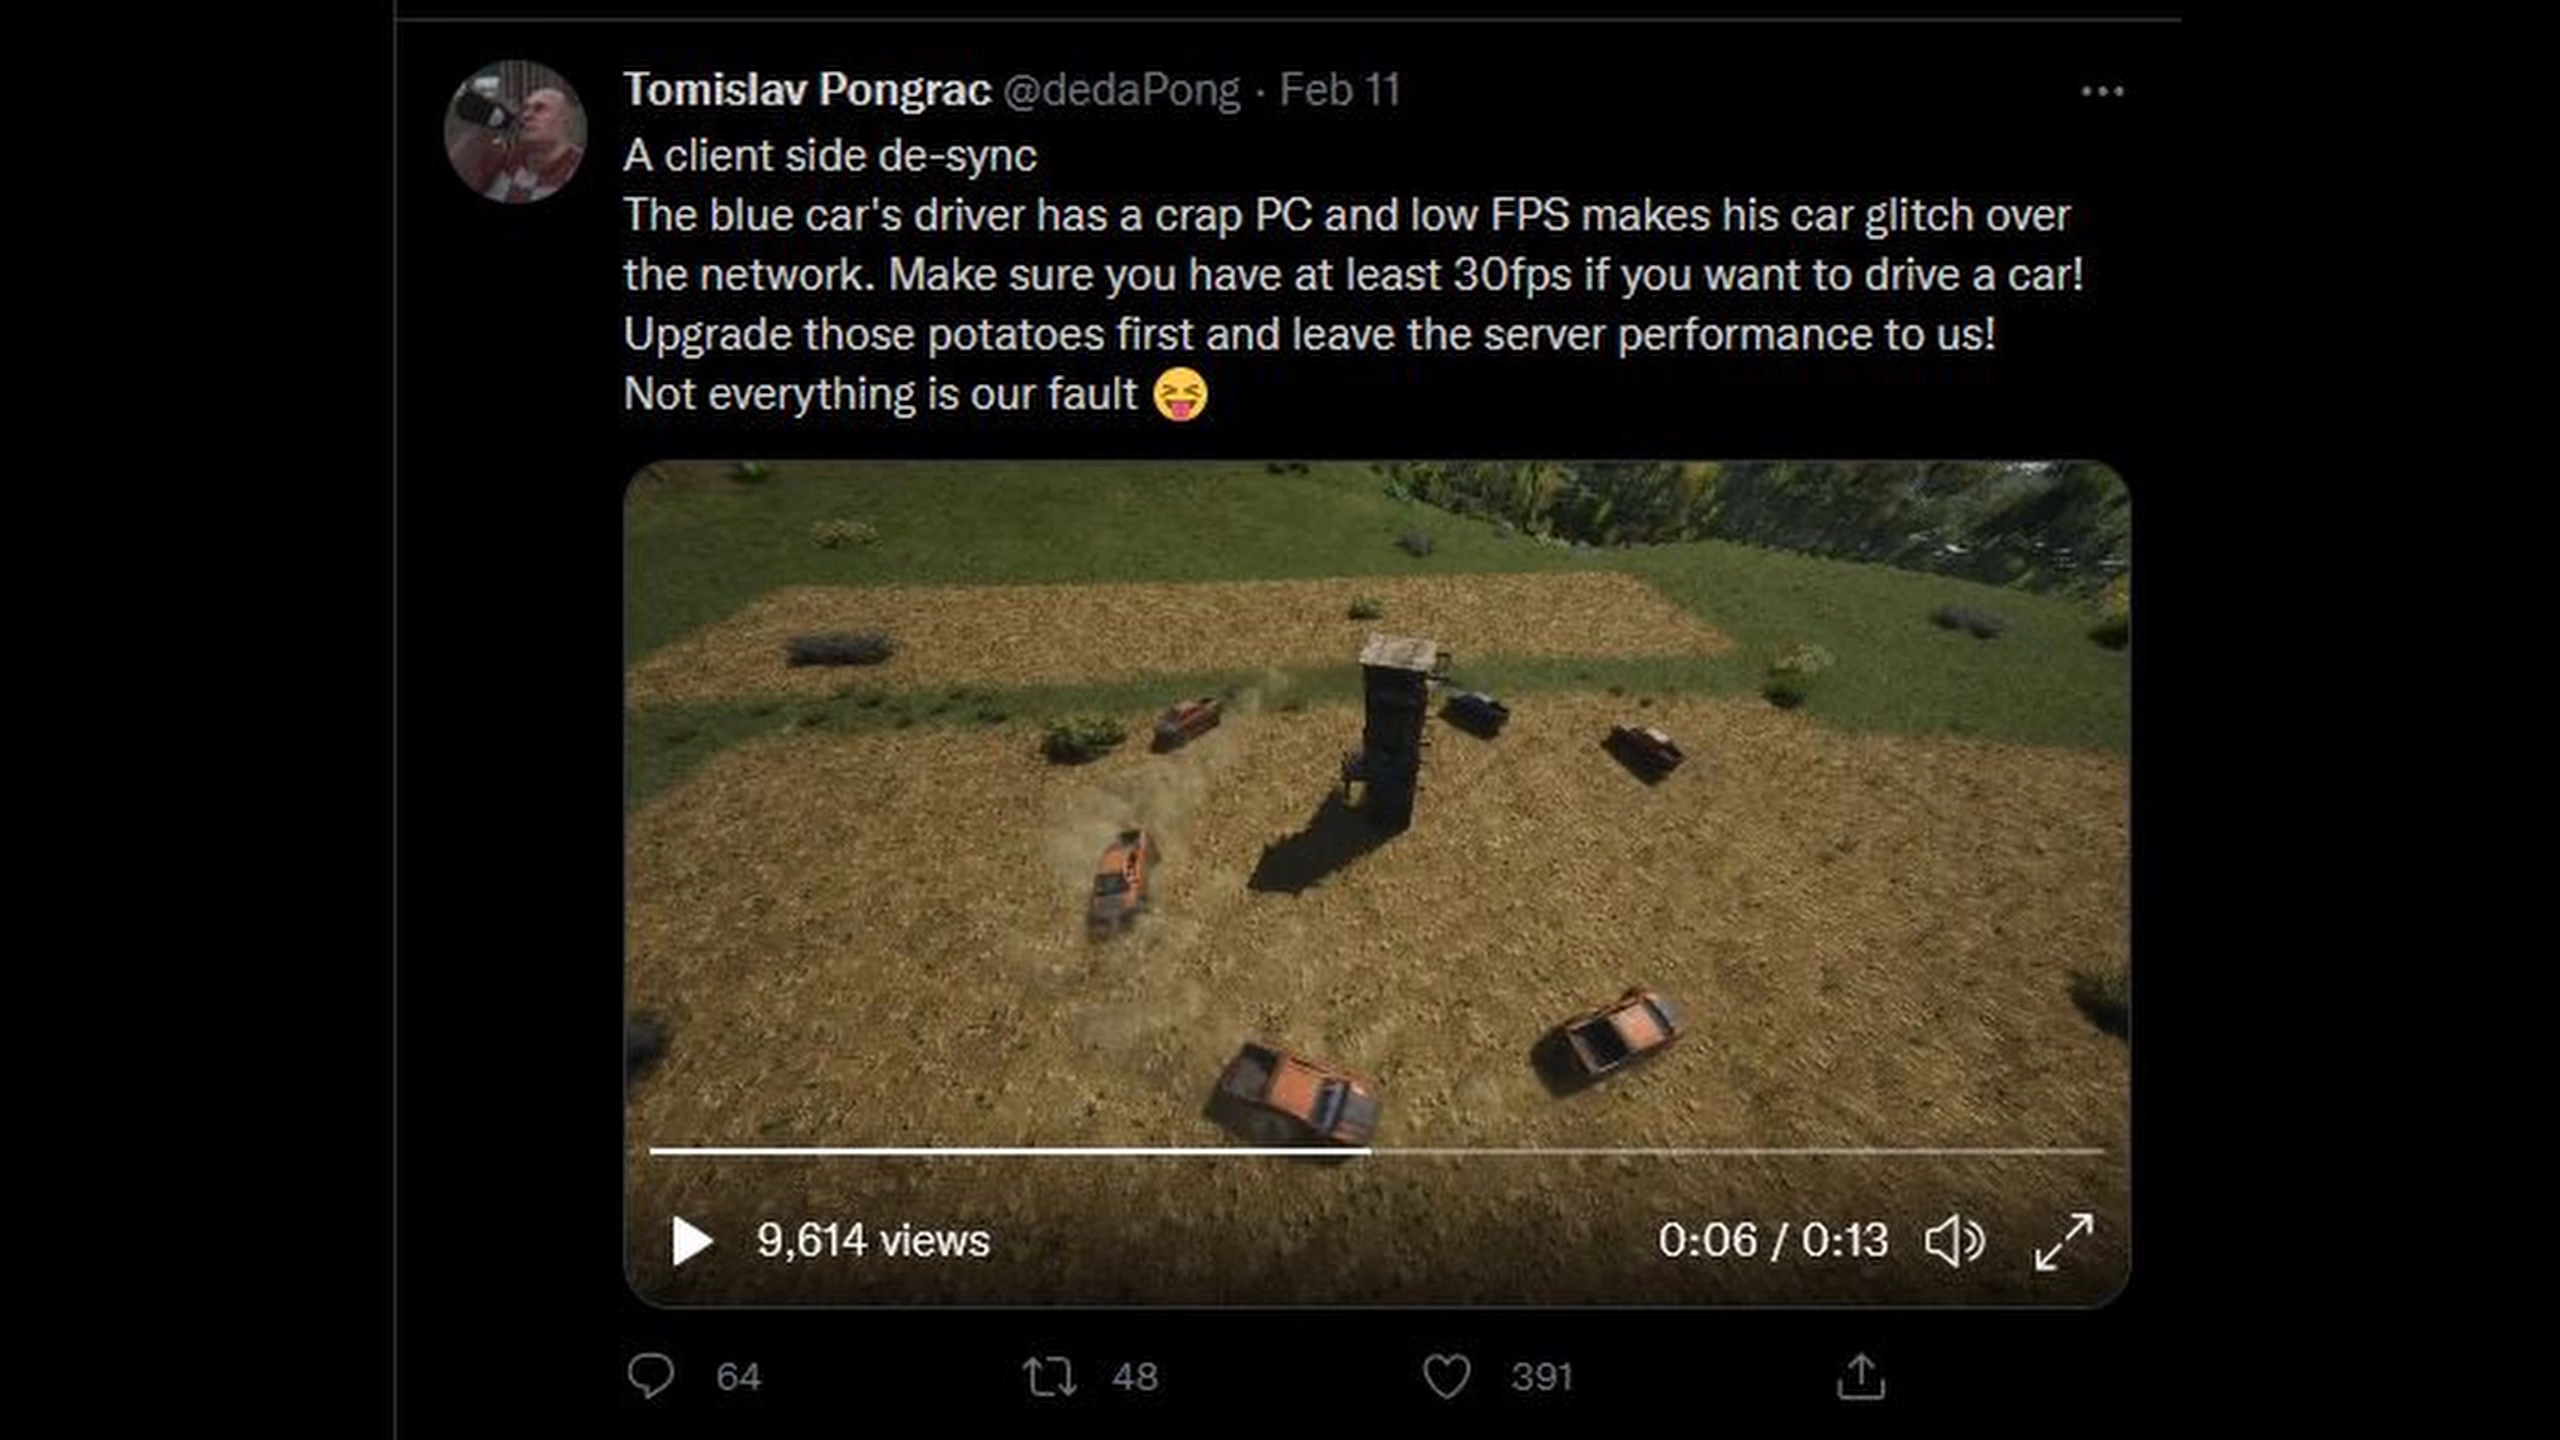 Tomislav Pongrac @dedaPong · Feb 11
A client side de-sync
The blue car's driver has a crap PC and low FPS makes his car glitch over
the network. Make sure you have at least 30fps if you want to drive a car!
Upgrade those potatoes first and leave the server performance to us!
Not everything is our fault 😝
9,614 views
0:06 / 0:13
64
48
391